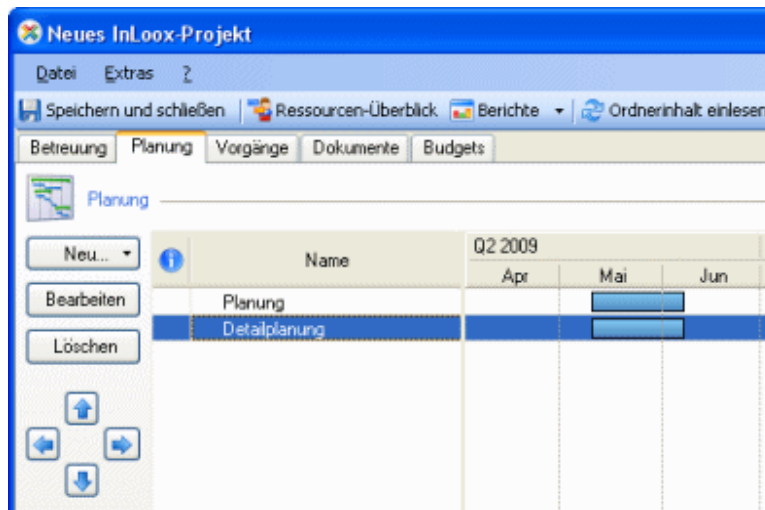 Neues InLoox-Projekt
Datei Extras ?
Speichern und schließen Ressourcen-Überblick Berichte Ordnerinhalt einlesen
Betreuung Planung Vorgänge Dokumente Budgets
Planung
Neu...
Bearbeiten
Löschen
Name
Q2 2009
Apr Mai Jun
Planung
Detailplanung